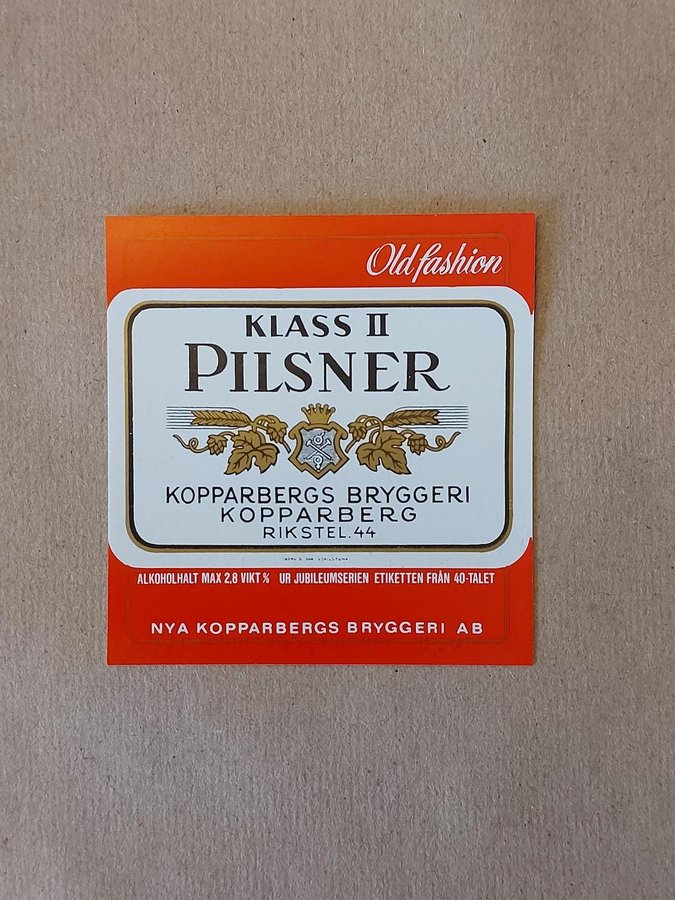 Old fashion
KLASS II
PILSNER
KOPPARBERGS BRYGGERI
KOPPARBERG
RIKSTEL. 44
ALKOHOLHALT MAX 2,8 VIKT % UR JUBILEUMSERIEN ETIKETTEN FRÅN 40-TALET
NYA KOPPARBERGS BRYGGERI AB